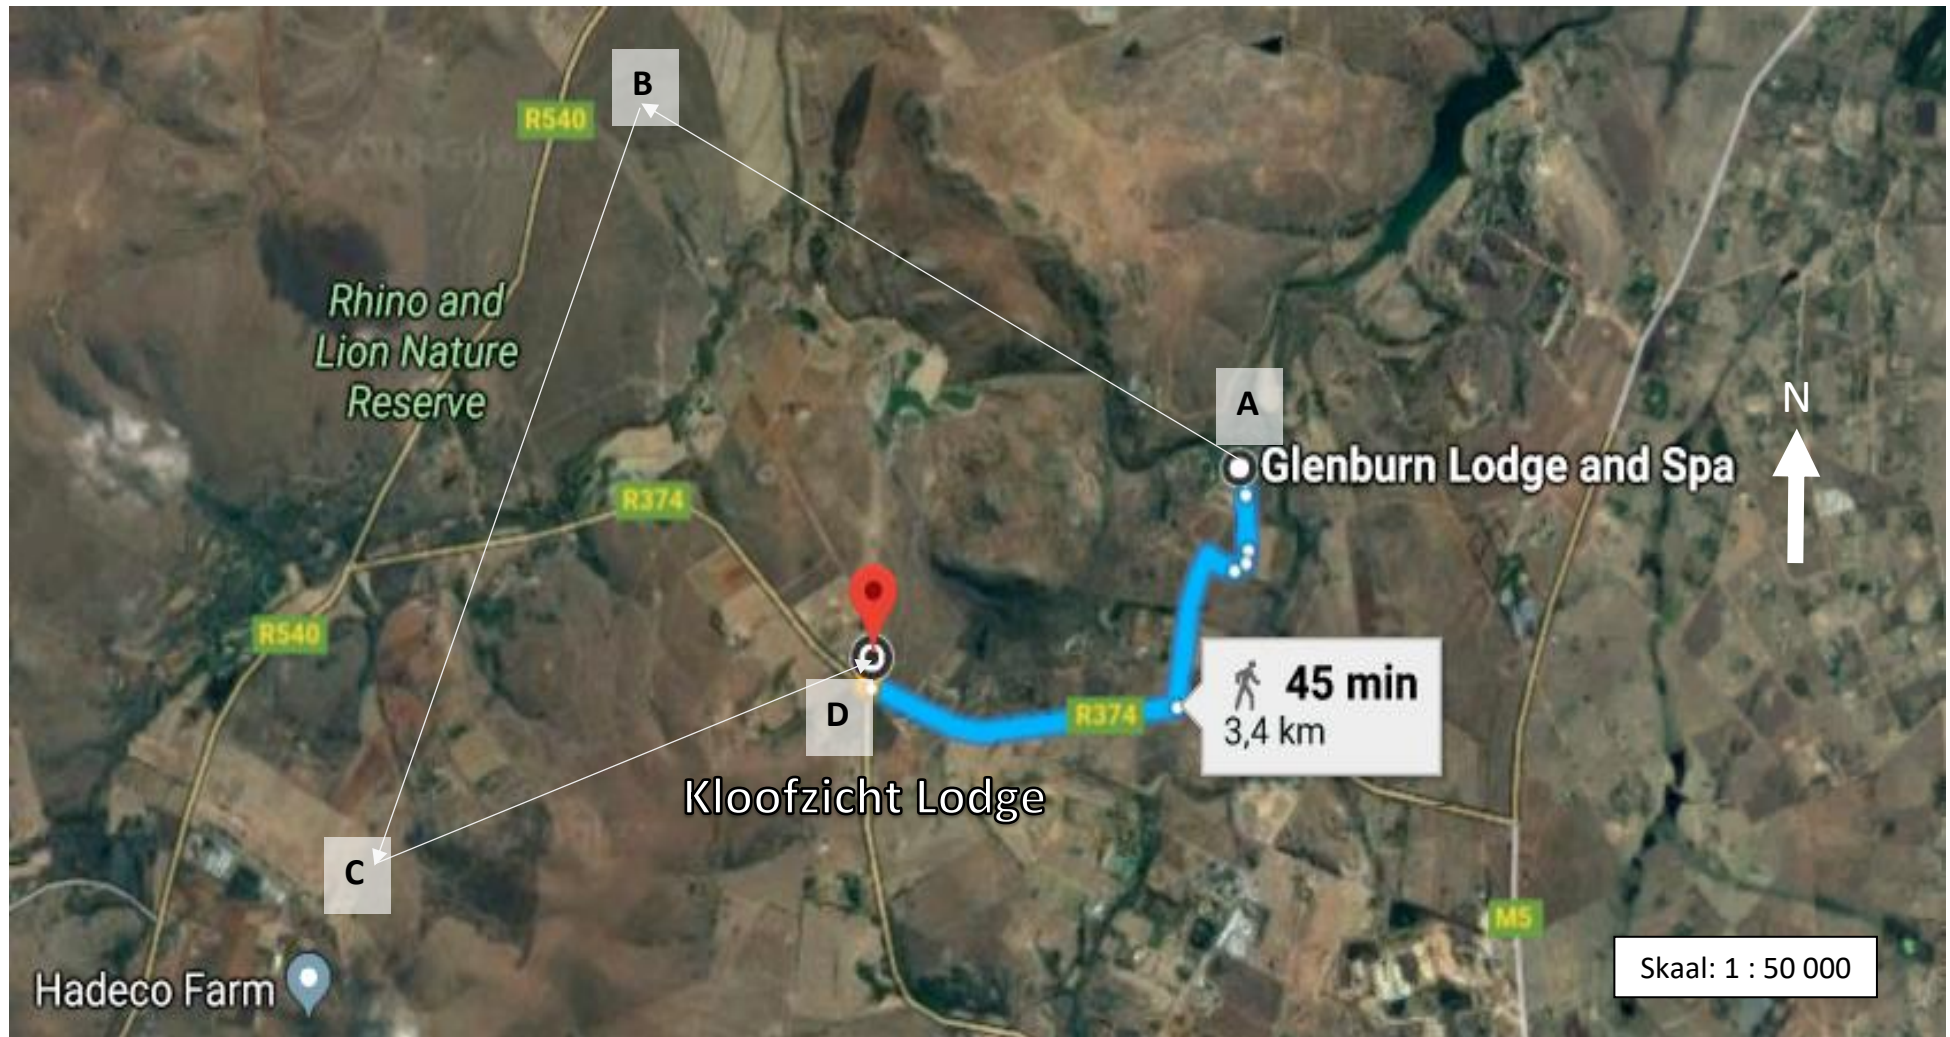 B
R540
Rhino and
Lion Nature
Reserve
A
N
Glenburn Lodge and Spa
R374
R540
45 min
3,4 km
R374
D
Kloofzicht Lodge
C
M5
Skaal: 1 : 50 000
Hadeco Farm